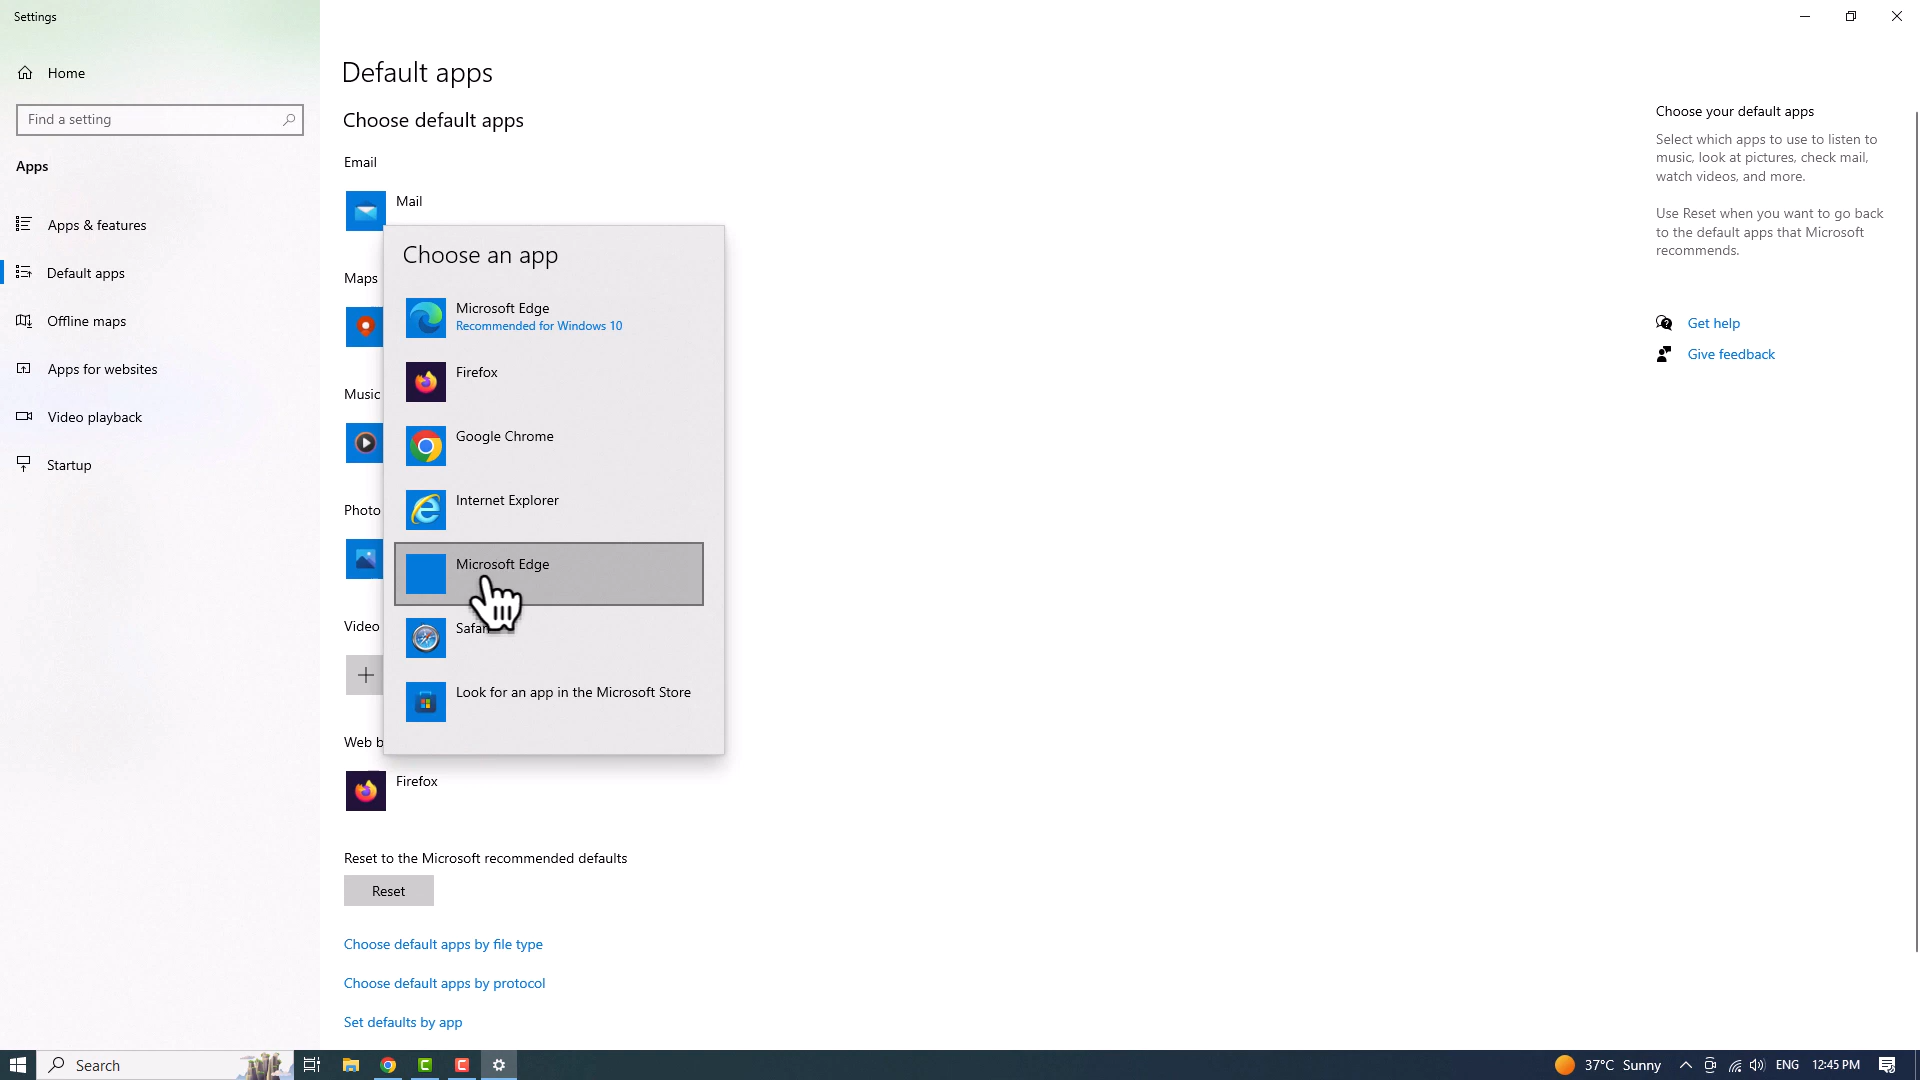 Settings
Home
Find a setting
Apps
Apps & features
Default apps
Offline maps
Apps for websites
Video playback
Startup
Default apps
Choose default apps
Email
Mail
Maps
Music
Photo
Video
Web b
Firefox
Choose an app
Microsoft Edge
Recommended for Windows 10
Firefox
Google Chrome
Internet Explorer
Microsoft Edge
Safar
Look for an app in the Microsoft Store
Reset to the Microsoft recommended defaults
Reset
Choose default apps by file type
Choose default apps by protocol
Set defaults by app
Choose your default apps
Select which apps to use to listen to
music, look at pictures, check mail,
watch videos, and more.
Use Reset when you want to go back
to the default apps that Microsoft
recommends.
Get help
Give feedback
Search
37°C Sunny
ENG
12:45 PM